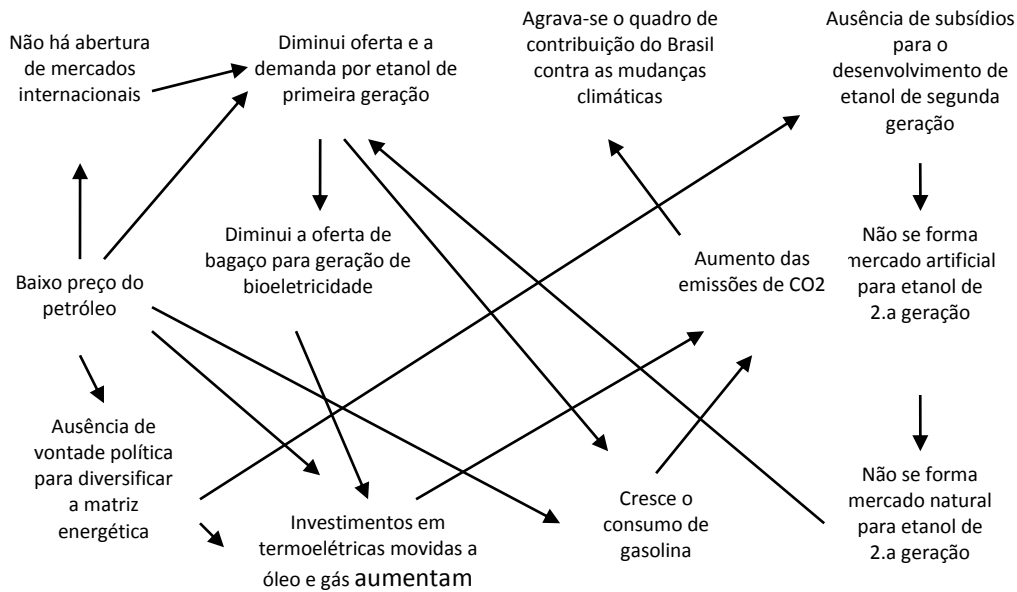 Não há abertura
de mercados
internacionais
Diminui oferta e a
demanda por etanol de
primeira geração
Agrava-se o quadro de
contribuição do Brasil
contra as mudanças
climáticas
Ausência de subsídios
para o
desenvolvimento de
etanol de segunda
geração
Baixo preço do
petróleo
Diminui a oferta de
bagaço para geração de
bioeletricidade
Aumento das
emissões de CO2
Não se forma
mercado artificial
para etanol de
2.a geração
Ausência de
vontade política
para diversificar
a matriz
energética
Investimentos em
termoelétricas movidas a
óleo e gás aumentam
Cresce o
consumo de
gasolina
Não se forma
mercado natural
para etanol de
2.a geração